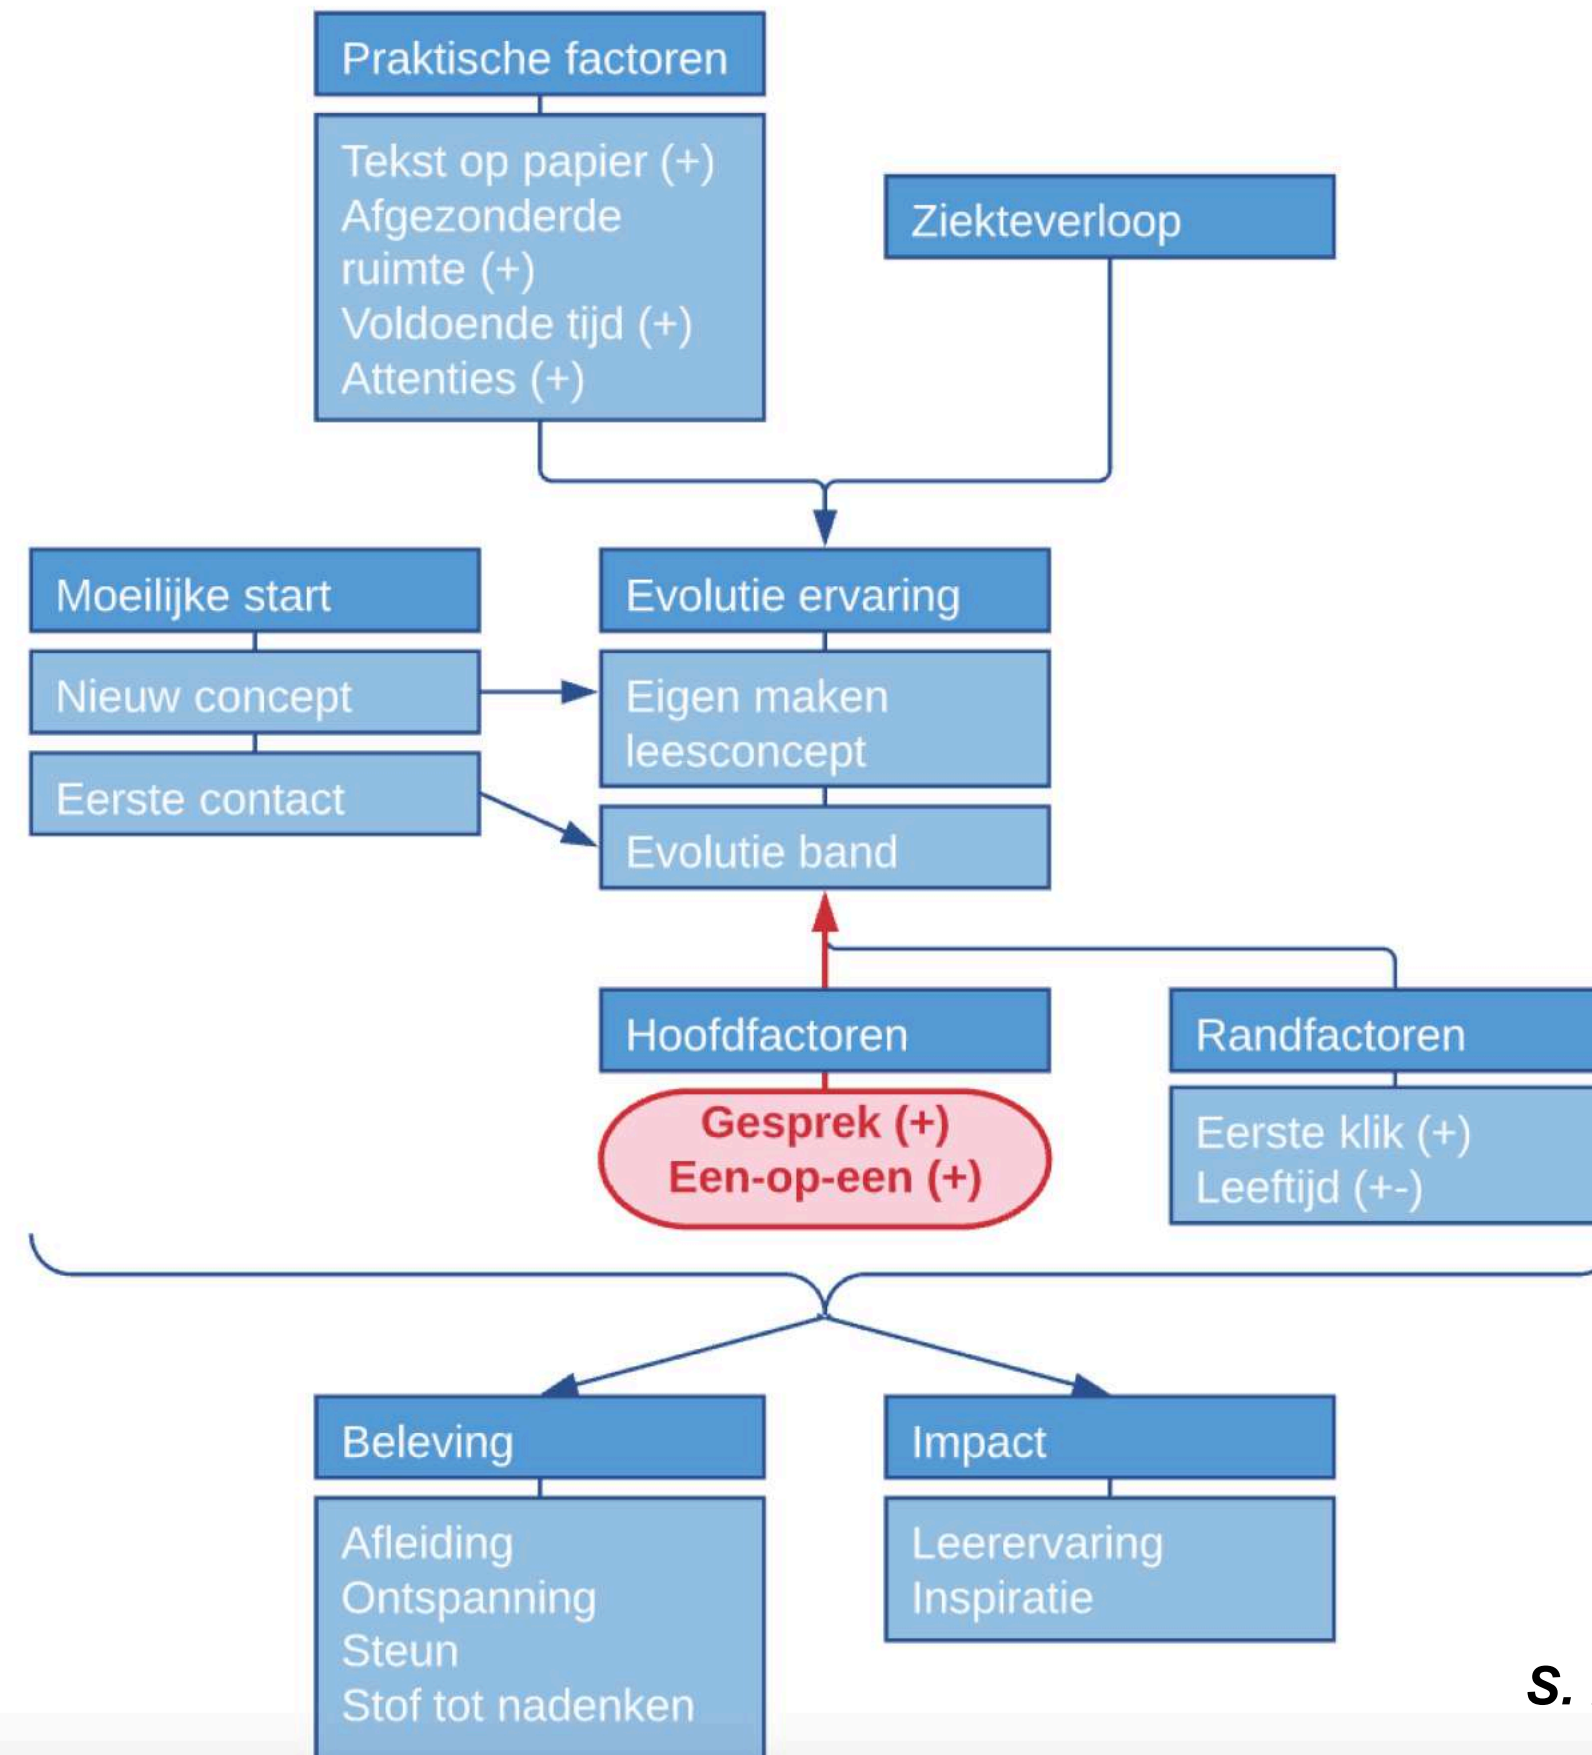 Praktische factoren
Tekst op papier (+)
Afgezonderde
ruimte (+)
Voldoende tijd (+)
Attenties (+)
Ziekteverloop
Moeilijke start
Nieuw concept
Eerste contact
Evolutie ervaring
Eigen maken
leesconcept
Evolutie band
Hoofdfactoren
Gesprek (+)
Een-op-een (+)
Randfactoren
Eerste klik (+)
Leeftijd (+-)
Beleving
Afleiding
Ontspanning
Steun
Stof tot nadenken
Impact
Leerervaring
Inspiratie
S.